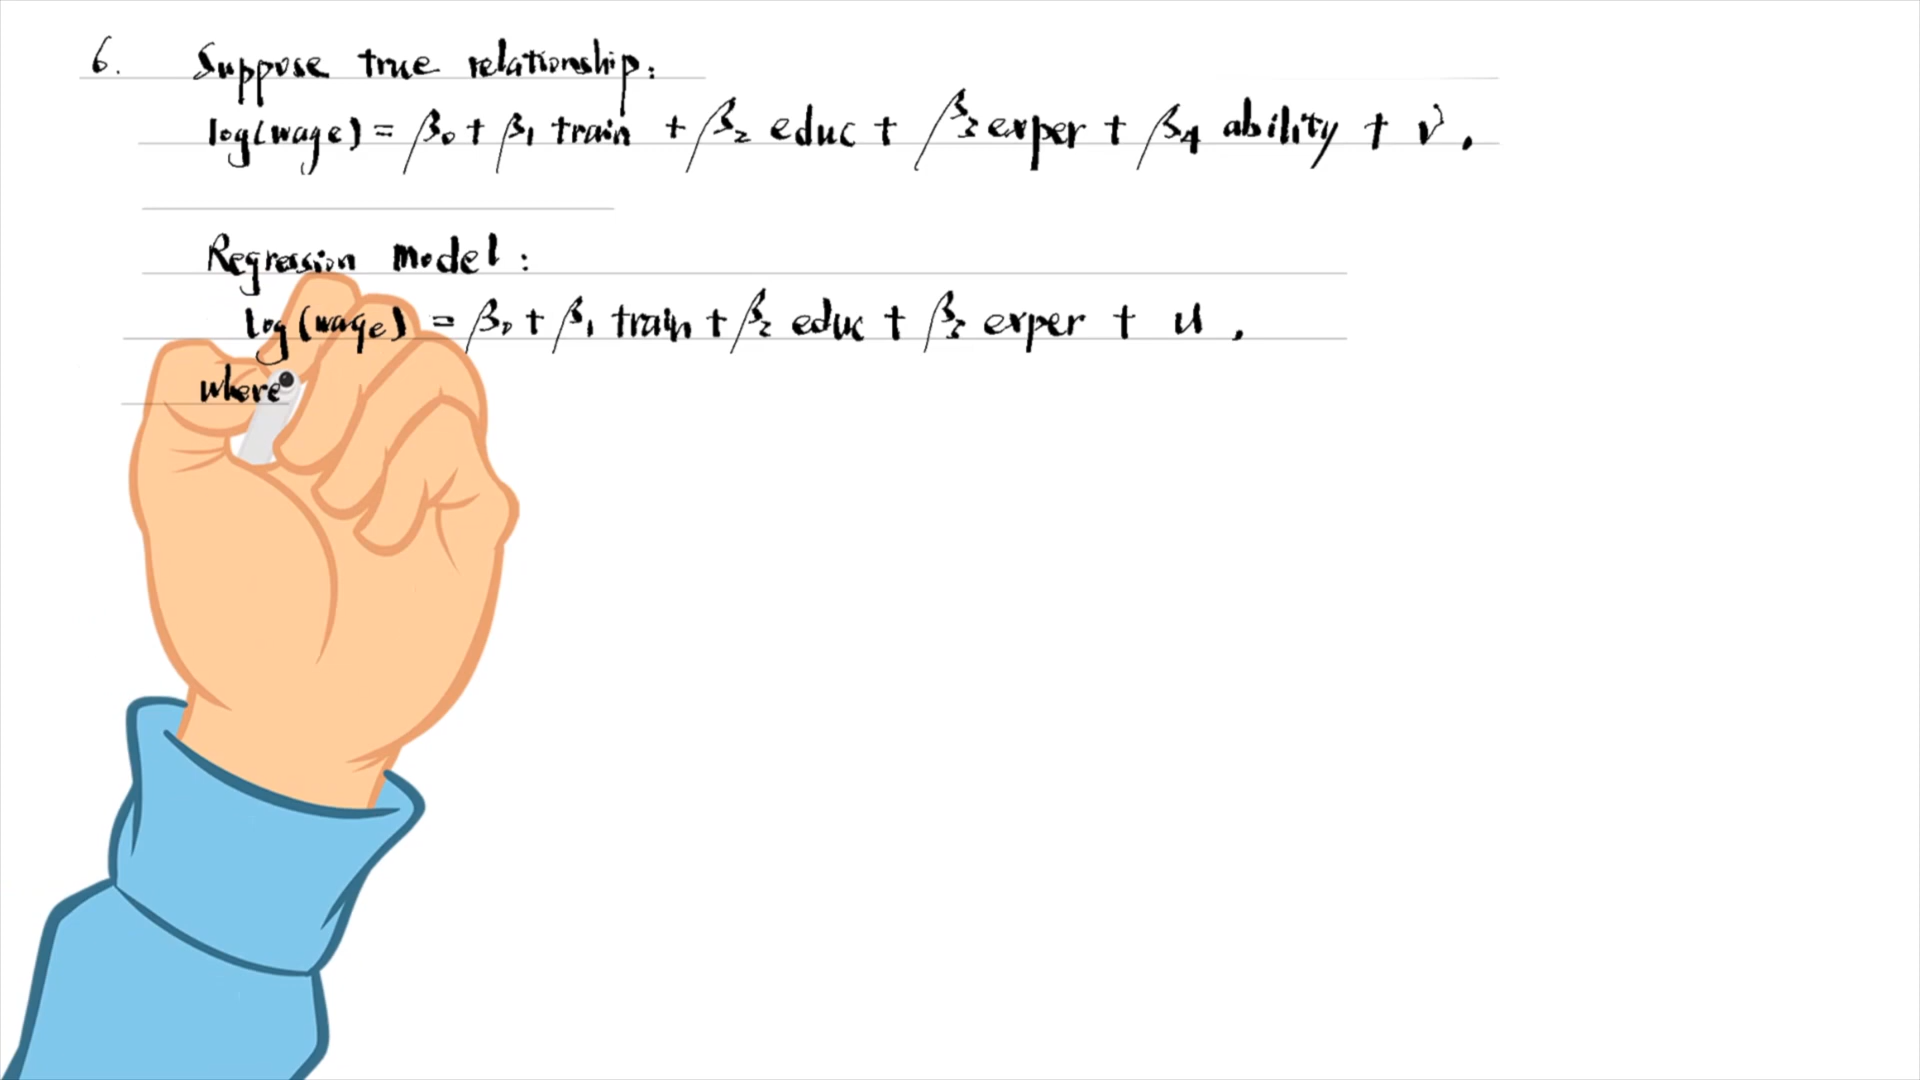 6. Suppose true relationship:
log(wage) = β₀ + β₁ train + β₂ educ + β₃ exper + β₄ ability + v.
Regression model:
log(wage) = β₀ + β₁ train + β₂ educ + β₃ exper + u,
where